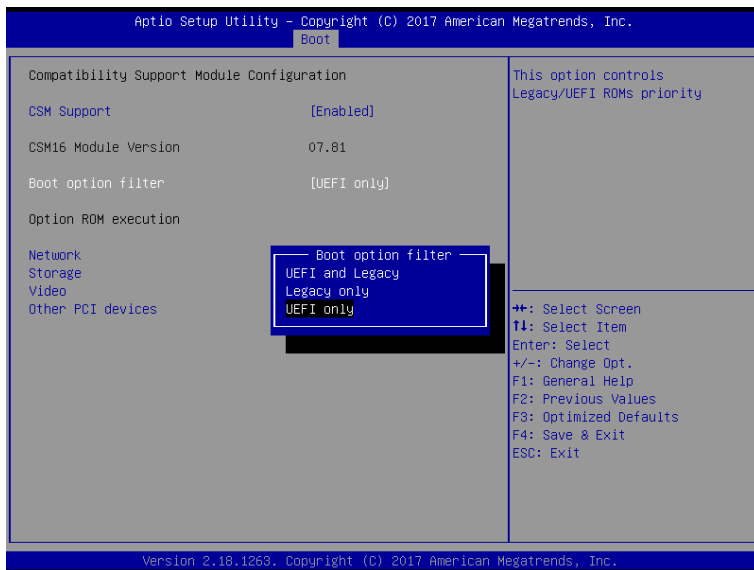 Aptio Setup Utility – Copyright (C) 2017 American Megatrends, Inc.
Boot
Compatibility Support Module Configuration
CSM Support [Enabled]
CSM16 Module Version 07.81
Boot option filter [UEFI only]
Option ROM execution
Network
Storage
Video
Other PCI devices
Boot option filter
UEFI and Legacy
Legacy only
UEFI only
This option controls
Legacy/UEFI ROMs priority
→←: Select Screen
↑↓: Select Item
Enter: Select
+/-: Change Opt.
F1: General Help
F2: Previous Values
F3: Optimized Defaults
F4: Save & Exit
ESC: Exit
Version 2.18.1263. Copyright (C) 2017 American Megatrends, Inc.